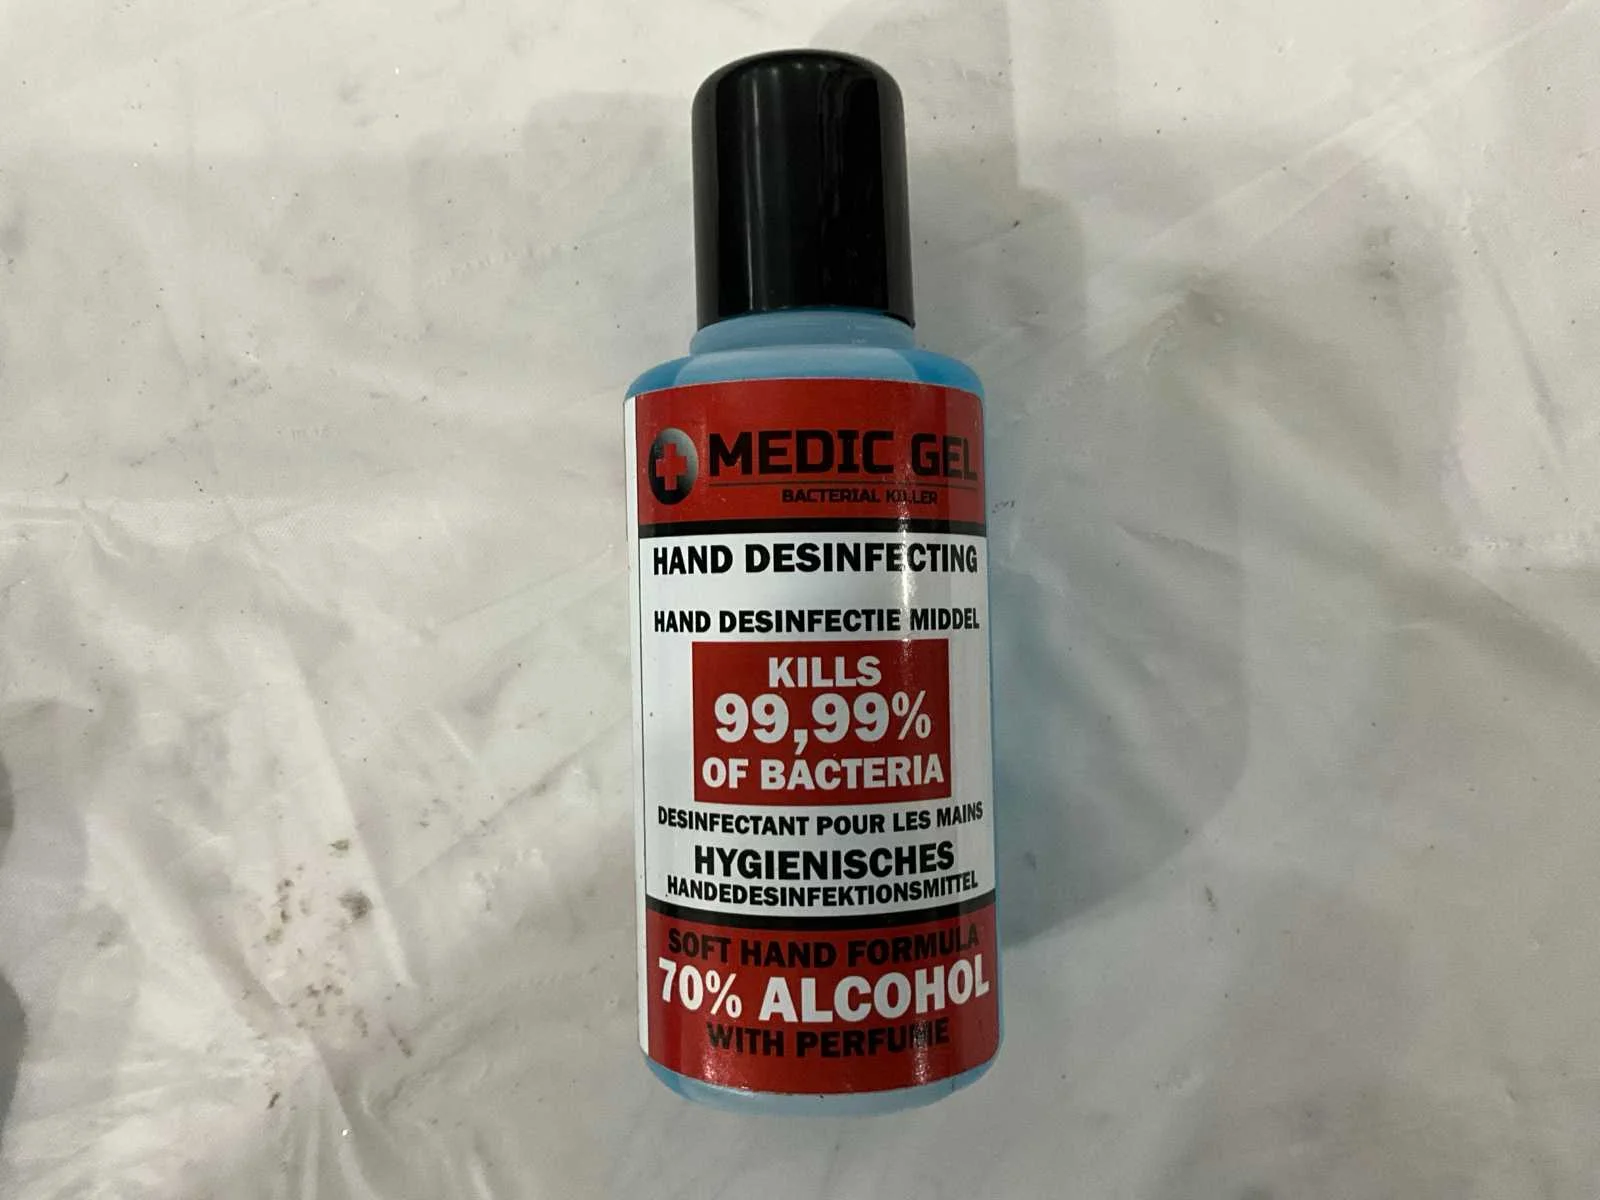 MEDIC GEL
BACTERIAL KILLER
HAND DESINFECTING
HAND DESINFECTIE MIDDEL
KILLS
99,99%
OF BACTERIA
DESINFECTANT POUR LES MAINS
HYGIENISCHES
HANDEDESINFEKTIONSMITTEL
SOFT HAND FORMULA
70% ALCOHOL
WITH PERFUME